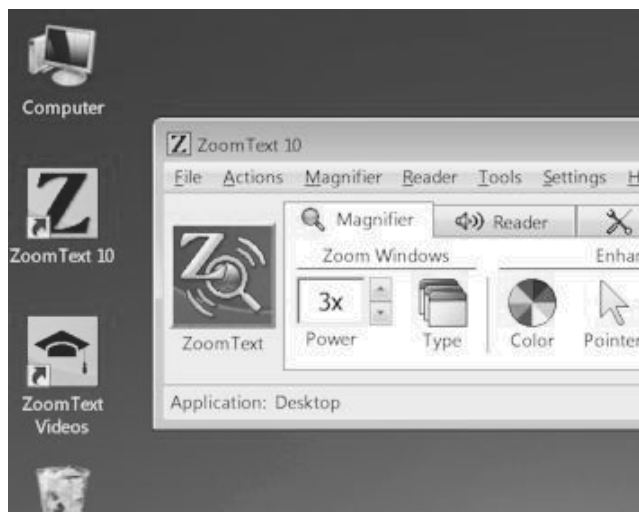 Computer
ZoomText 10
ZoomText
Videos
ZoomText 10
File Actions Magnifier Reader Tools Settings H
Magnifier Reader
Zoom Windows Enhan
3x
Power Type Color Pointer
ZoomText
Application: Desktop